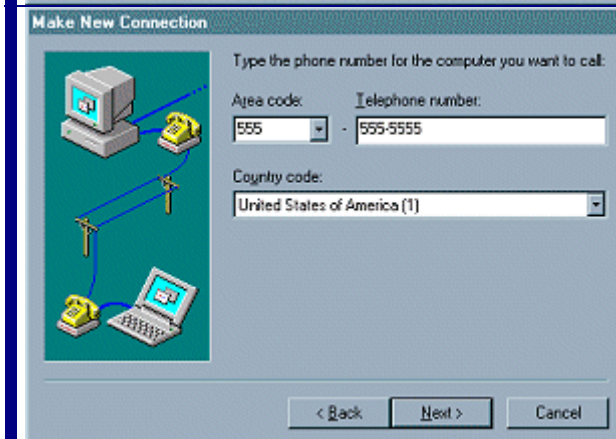 Make New Connection
Type the phone number for the computer you want to call:
Area code: Telephone number:
555 - 555-5555
Country code:
United States of America (1)
< Back Next > Cancel